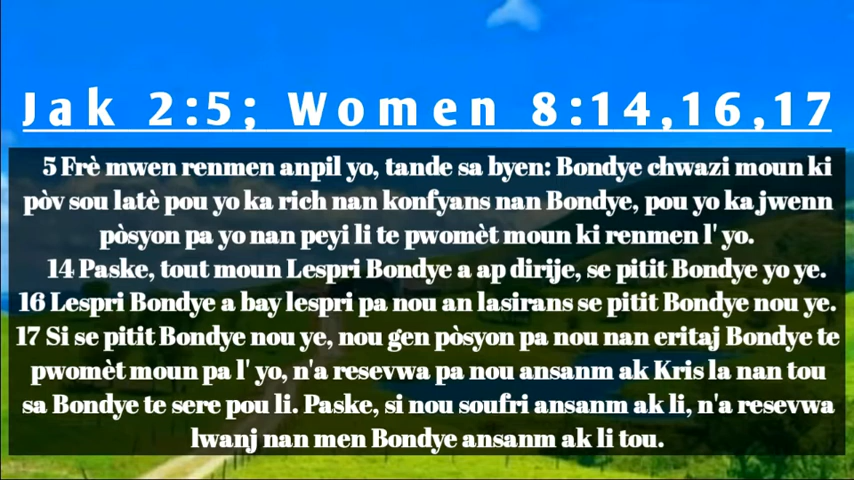 Jak 2:5; Women 8:14,16,17
5 Frè mwen renmen anpil yo, tande sa byen: Bondye chwazi moun ki
pòv sou latè pou yo ka rich nan konfyans nan Bondye, pou yo ka jwenn
pòsyon pa yo nan peyi li te pwomèt moun ki renmen l' yo.
14 Paske, tout moun Lespri Bondye a ap dirije, se pitit Bondye yo ye.
16 Lespri Bondye a bay lespri pa nou an lasirans se pitit Bondye nou ye.
17 Si se pitit Bondye nou ye, nou gen pòsyon pa nou nan eritaj Bondye te
pwomèt moun pa l' yo, n'a resevwa pa nou ansanm ak Kris la nan tou
sa Bondye te sere pou li. Paske, si nou soufri ansanm ak li, n'a resevwa
lwanj nan men Bondye ansanm ak li tou.